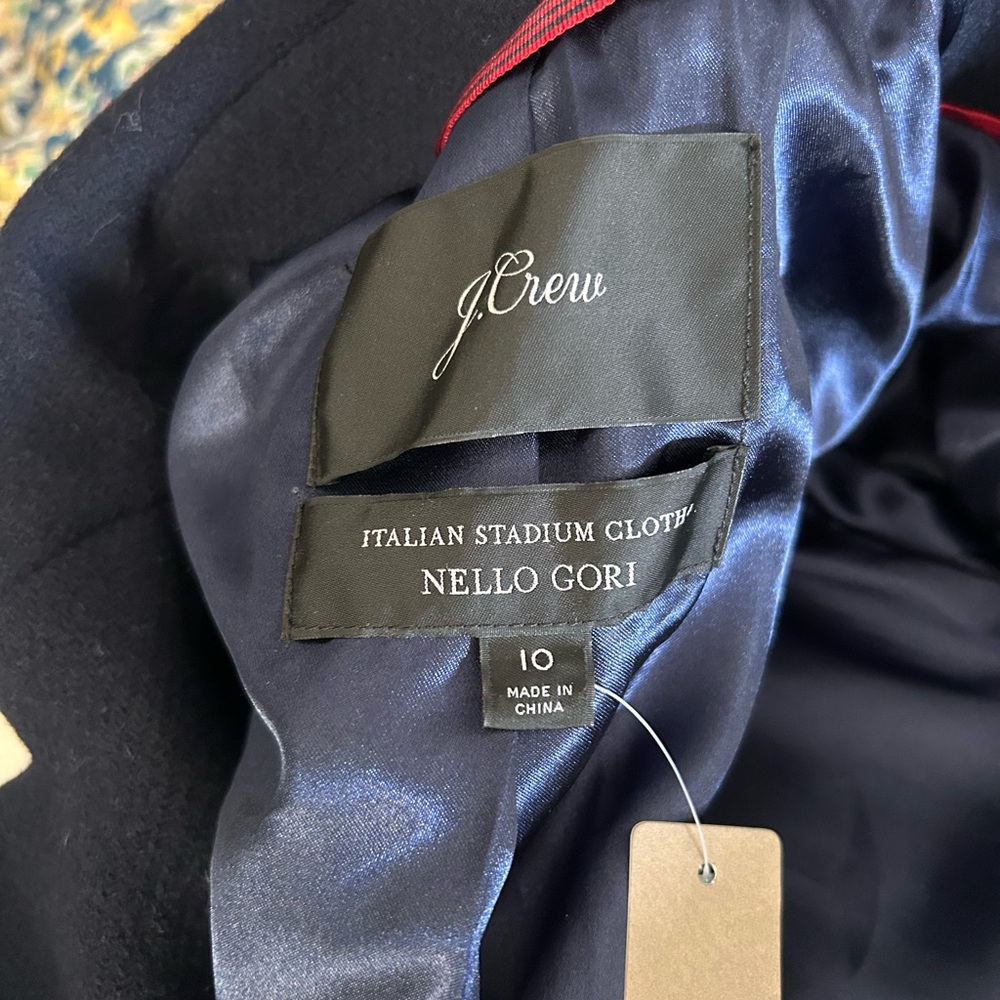 J.Crew
ITALIAN STADIUM CLOTH
NELLO GORI
10
MADE IN
CHINA